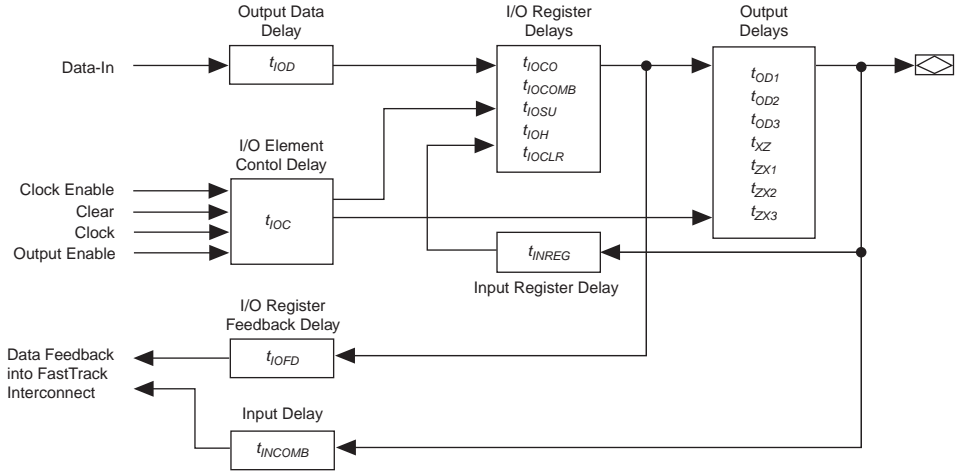 Output Data
Delay
I/O Register
Delays
Output
Delays
Data-In
tIOD
tIOCO
tIOCOMB
tIOSU
tIOH
tIOCLR
tOD1
tOD2
tOD3
tXZ
tZX1
tZX2
tZX3
I/O Element
Contol Delay
Clock Enable
Clear
Clock
Output Enable
tIOC
tINREG
Input Register Delay
I/O Register
Feedback Delay
tIOFD
Data Feedback
into FastTrack
Interconnect
Input Delay
tINCOMB